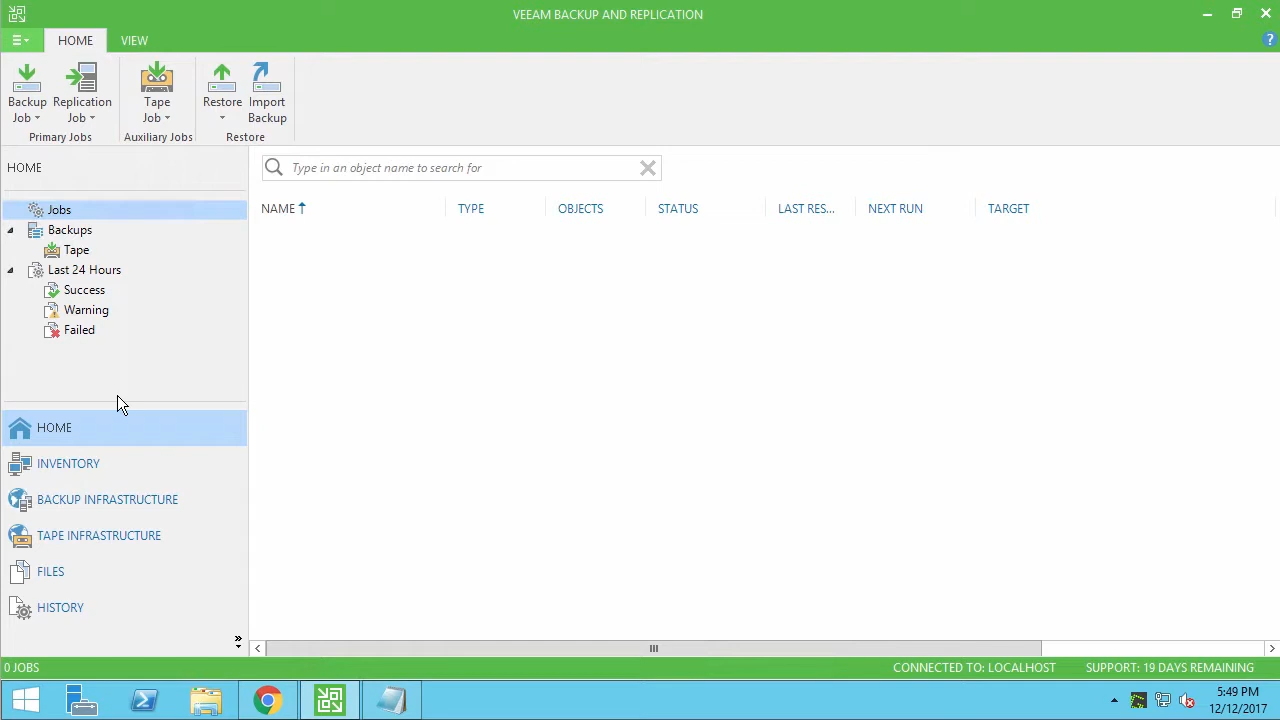 VEEAM BACKUP AND REPLICATION
HOME VIEW
?
Backup Job
Replication Job
Primary Jobs
Tape Job
Auxiliary Jobs
Restore
Import Backup
Restore
HOME
Type in an object name to search for
NAME TYPE OBJECTS STATUS LAST RES... NEXT RUN TARGET
Jobs
Backups
Tape
Last 24 Hours
Success
Warning
Failed
HOME
INVENTORY
BACKUP INFRASTRUCTURE
TAPE INFRASTRUCTURE
FILES
HISTORY
0 JOBS CONNECTED TO: LOCALHOST SUPPORT: 19 DAYS REMAINING
5:49 PM
12/12/2017